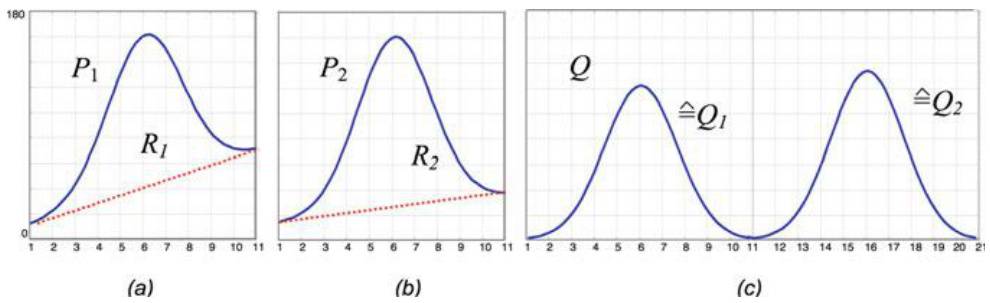 180
P₁
P₂
Q
≙Q₁
≙Q₂
R₁
R₂
0
1 2 3 4 5 6 7 8 9 10 11
1 2 3 4 5 6 7 8 9 10 11
1 2 3 4 5 6 7 8 9 10 11 12 13 14 15 16 17 18 19 20 21
(a)
(b)
(c)